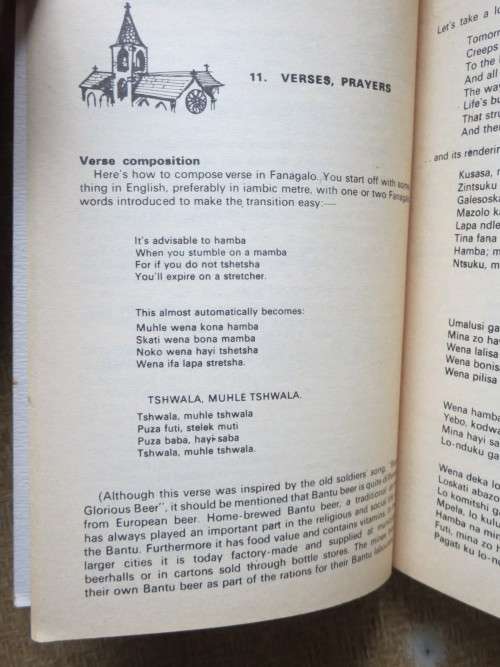 11. VERSES, PRAYERS
Verse composition
Here's how to compose verse in Fanagalo. You start off with some-
thing in English, preferably in iambic metre, with one or two Fanagalo
words introduced to make the transition easy:—
It's advisable to hamba
When you stumble on a mamba
For if you do not tshetsha
You'll expire on a stretcher.
This almost automatically becomes:
Muhle wena kona hamba
Skati wena bona mamba
Noko wena hayi tshetsha
Wena ifa lapa stretsha.
TSHWALA, MUHLE TSHWALA.
Tshwala, muhle tshwala
Puza futi, stelek muti
Puza baba, hayi saba
Tshwala, muhle tshwala.
(Although this verse was inspired by the old soldiers' song,
Glorious Beer", it should be mentioned that Bantu beer is quite
from European beer. Home-brewed Bantu beer, a traditional
has always played an important part in the religious and social
the Bantu. Furthermore it has food value and contains vitamins.
larger cities it is today factory-made and supplied at
beerhalls or in cartons sold through bottle stores. The mines
their own Bantu beer as part of the rations for their Bantu
Let's take a
Tomorr
Creeps
To the
And all
The way
Life's bu
That stru
And the
. . and its renderin
Kusasa,
Zintsuku
Galesoska
Mazolo ka
Lapa ndle
Tina fana
Hamba; m
Ntsuku, m
Umalusi ga
Mina zo ha
Wena lalisa
Wena bonis
Wena pilisa
Wena hamba
Yebo, kodwa
Mina hayi sa
Lo-nduku ga
Wena deka lo
Loskati abazo
Lo komitshi ga
Mpela, lo kulu
Hamba na min
Futi, mina zo
Pagati ku lo-n